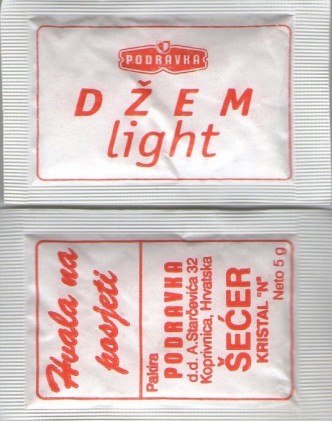 PODRAVKA
DŽEM
light
Hvala na
posjeti
Pakira
PODRAVKA
d.d. A.Starčevića 32
Koprivnica, Hrvatska
ŠEĆER
KRISTAL "N"
Neto 5 g